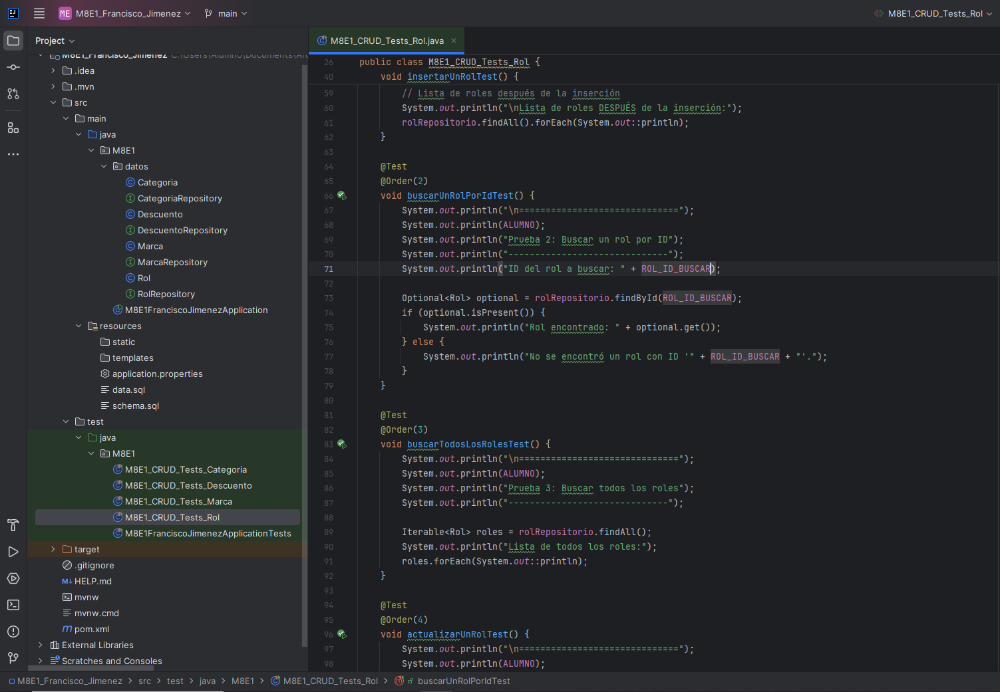 ME M8E1_Francisco_Jimenez main M8E1_CRUD_Tests_Rol
Project
M8E1_CRUD_Tests_Rol.java
M8E1_Francisco_Jimenez C:\Users\Alumno\Documents\
.idea
.mvn
src
main
java
M8E1
datos
Categoria
CategoriaRepository
Descuento
DescuentoRepository
Marca
MarcaRepository
Rol
RolRepository
M8E1FranciscoJimenezApplication
resources
static
templates
application.properties
data.sql
schema.sql
test
java
M8E1
M8E1_CRUD_Tests_Categoria
M8E1_CRUD_Tests_Descuento
M8E1_CRUD_Tests_Marca
M8E1_CRUD_Tests_Rol
M8E1FranciscoJimenezApplicationTests
target
.gitignore
HELP.md
mvnw
mvnw.cmd
pom.xml
External Libraries
Scratches and Consoles
26 public class M8E1_CRUD_Tests_Rol {
40 void insertarUnRolTest() {
59 // Lista de roles después de la inserción
60 System.out.println("\nLista de roles DESPUÉS de la inserción:");
61 rolRepositorio.findAll().forEach(System.out::println);
62 }
63
64 @Test
65 @Order(2)
66 void buscarUnRolPorIdTest() {
67 System.out.println("\n==============================");
68 System.out.println(ALUMNO);
69 System.out.println("Prueba 2: Buscar un rol por ID");
70 System.out.println("------------------------------");
71 System.out.println("ID del rol a buscar: " + ROL_ID_BUSCAR);
72
73 Optional<Rol> optional = rolRepositorio.findById(ROL_ID_BUSCAR);
74 if (optional.isPresent()) {
75 System.out.println("Rol encontrado: " + optional.get());
76 } else {
77 System.out.println("No se encontró un rol con ID '" + ROL_ID_BUSCAR + "'.");
78 }
79 }
80
81 @Test
82 @Order(3)
83 void buscarTodosLosRolesTest() {
84 System.out.println("\n==============================");
85 System.out.println(ALUMNO);
86 System.out.println("Prueba 3: Buscar todos los roles");
87 System.out.println("------------------------------");
88
89 Iterable<Rol> roles = rolRepositorio.findAll();
90 System.out.println("Lista de todos los roles:");
91 roles.forEach(System.out::println);
92 }
93
94 @Test
95 @Order(4)
96 void actualizarUnRolTest() {
97 System.out.println("\n==============================");
98 System.out.println(ALUMNO);
M8E1_Francisco_Jimenez > src > test > java > M8E1 > M8E1_CRUD_Tests_Rol > buscarUnRolPorIdTest